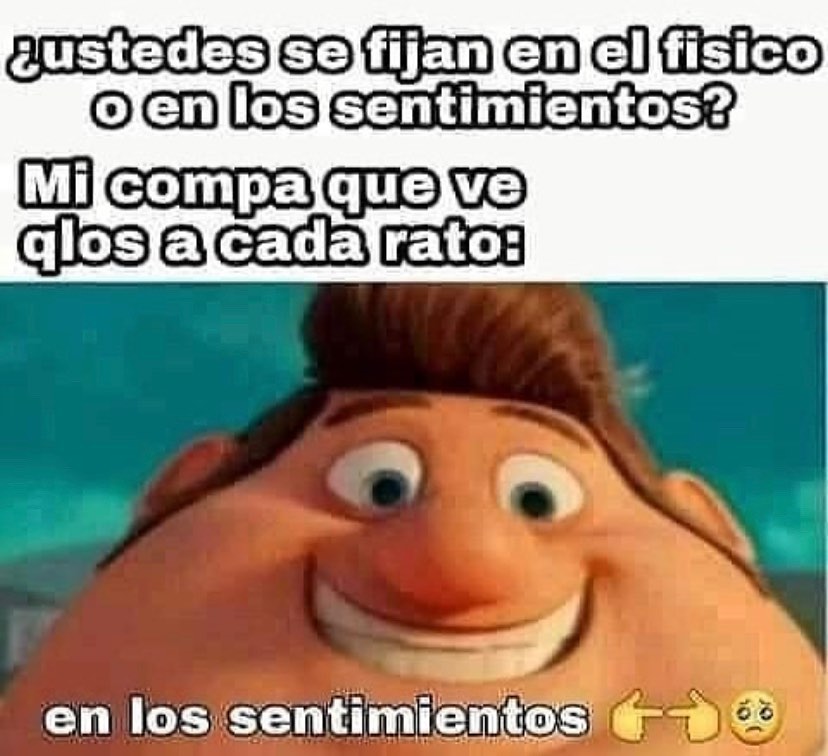 ¿ustedes se fijan en el fisico
o en los sentimientos?
Mi compa que ve
qlos a cada rato:
en los sentimientos 👉👈🥺